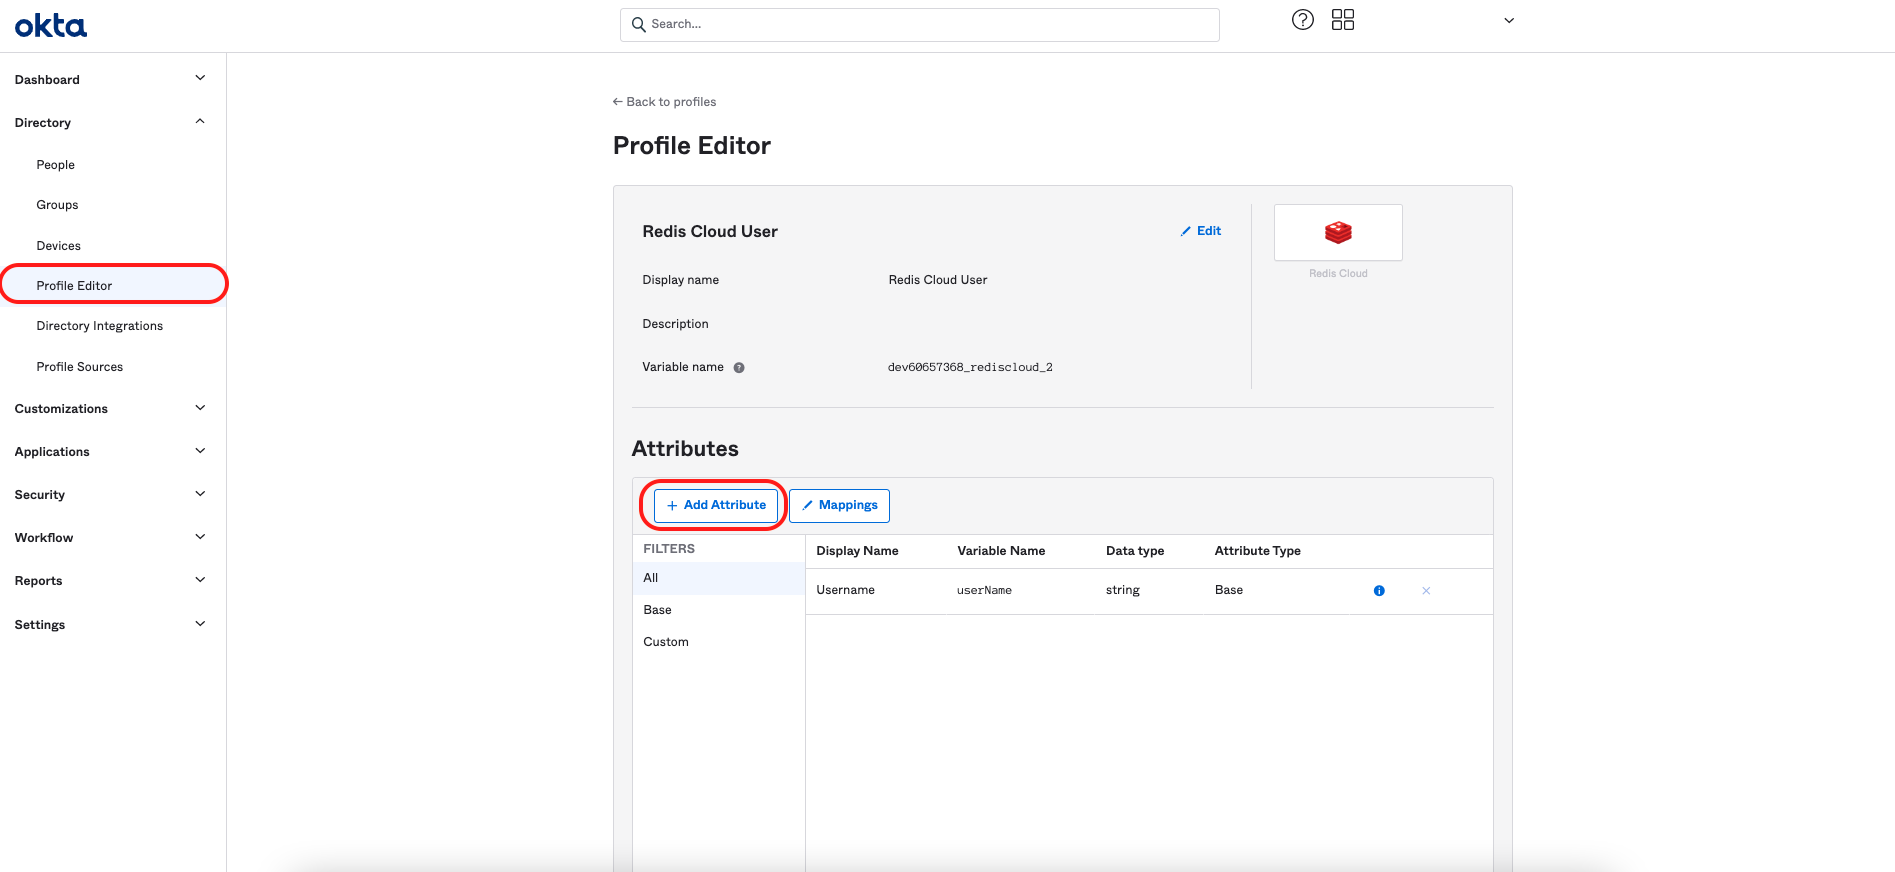 okta
Search...
Dashboard
Directory
People
Groups
Devices
Profile Editor
Directory Integrations
Profile Sources
Customizations
Applications
Security
Workflow
Reports
Settings
← Back to profiles
Profile Editor
Redis Cloud User
Edit
Display name Redis Cloud User
Description
Variable name dev60657368_rediscloud_2
Redis Cloud
Attributes
+ Add Attribute Mappings
FILTERS
All
Base
Custom
Display Name Variable Name Data type Attribute Type
Username userName string Base